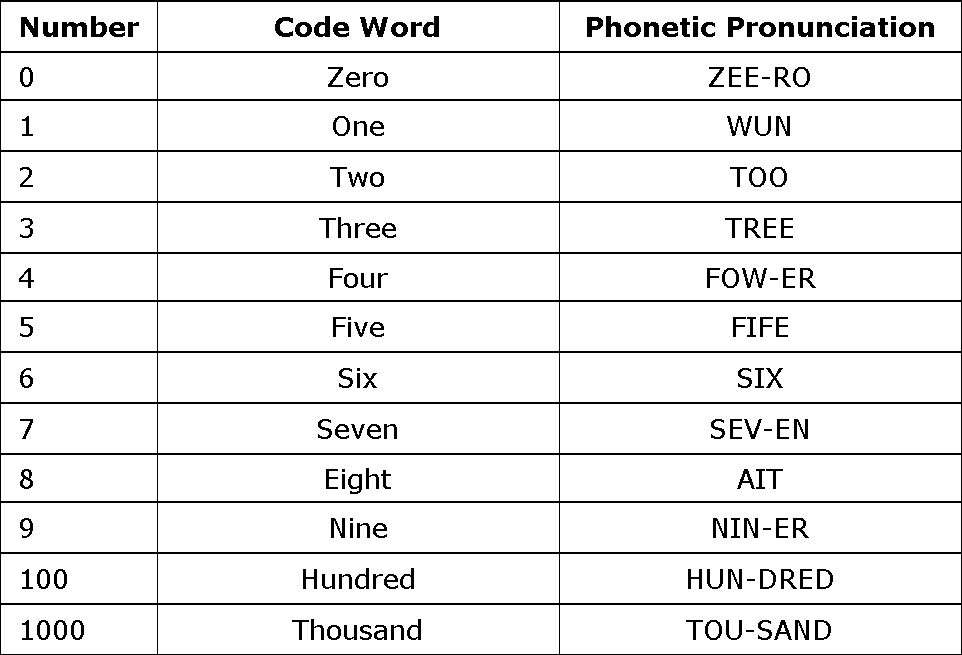 Number Code Word Phonetic Pronunciation
0 Zero ZEE-RO
1 One WUN
2 Two TOO
3 Three TREE
4 Four FOW-ER
5 Five FIFE
6 Six SIX
7 Seven SEV-EN
8 Eight AIT
9 Nine NIN-ER
100 Hundred HUN-DRED
1000 Thousand TOU-SAND